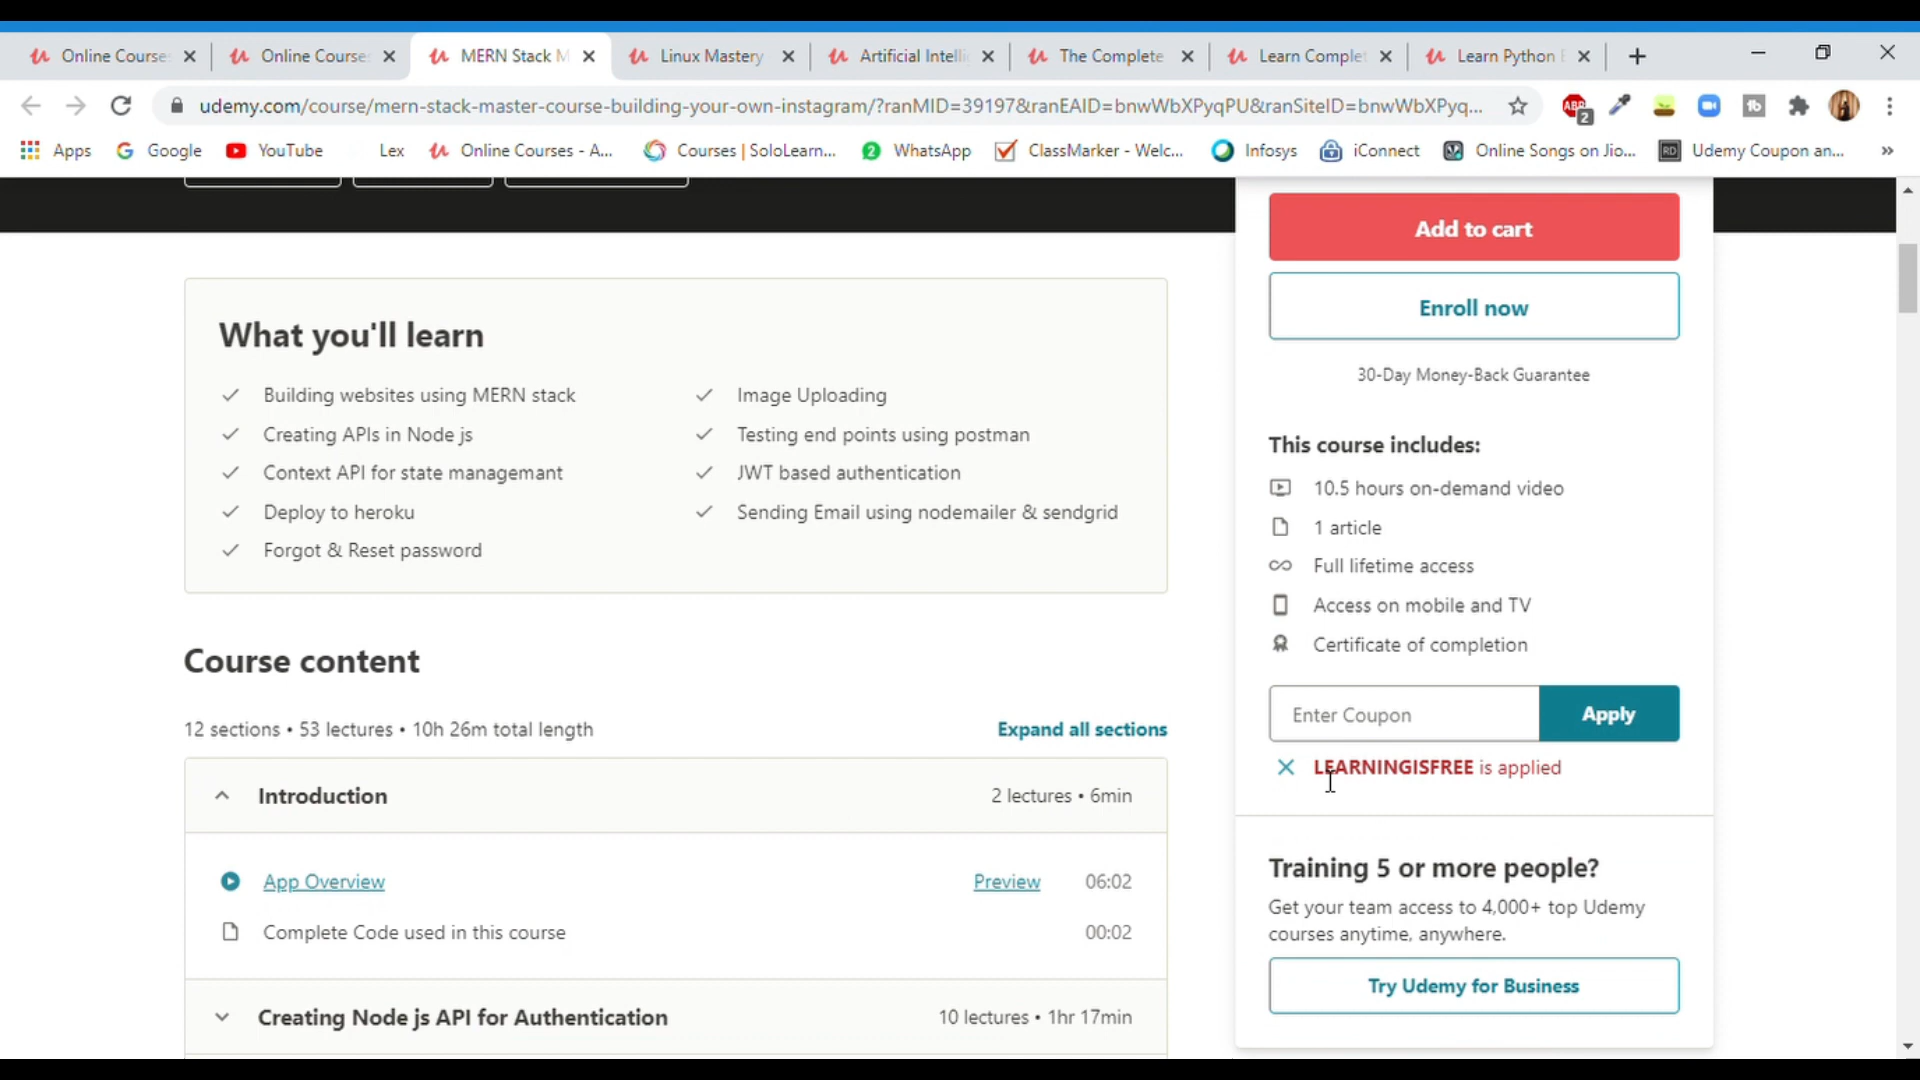 Online Course
Online Course
MERN Stack M
Linux Mastery
Artificial Intelli
The Complete
Learn Complet
Learn Python
udemy.com/course/mern-stack-master-course-building-your-own-instagram/?ranMID=39197&ranEAID=bnwWbXPyqPU&ranSiteID=bnwWbXPyq...
ABP
2
Apps
Google
YouTube
Lex
Online Courses - A...
Courses | SoloLearn...
2
WhatsApp
ClassMarker - Welc...
Infosys
iConnect
Online Songs on Jio...
RD
Udemy Coupon an...
»
Add to cart
Enroll now
30-Day Money-Back Guarantee
What you'll learn
Building websites using MERN stack
Creating APIs in Node js
Context API for state managemant
Deploy to heroku
Forgot & Reset password
Image Uploading
Testing end points using postman
JWT based authentication
Sending Email using nodemailer & sendgrid
This course includes:
10.5 hours on-demand video
1 article
Full lifetime access
Access on mobile and TV
Certificate of completion
Enter Coupon
Apply
LEARNINGISFREE is applied
Course content
12 sections • 53 lectures • 10h 26m total length
Expand all sections
Introduction
2 lectures • 6min
App Overview
Preview
06:02
Complete Code used in this course
00:02
Creating Node js API for Authentication
10 lectures • 1hr 17min
Training 5 or more people?
Get your team access to 4,000+ top Udemy
courses anytime, anywhere.
Try Udemy for Business